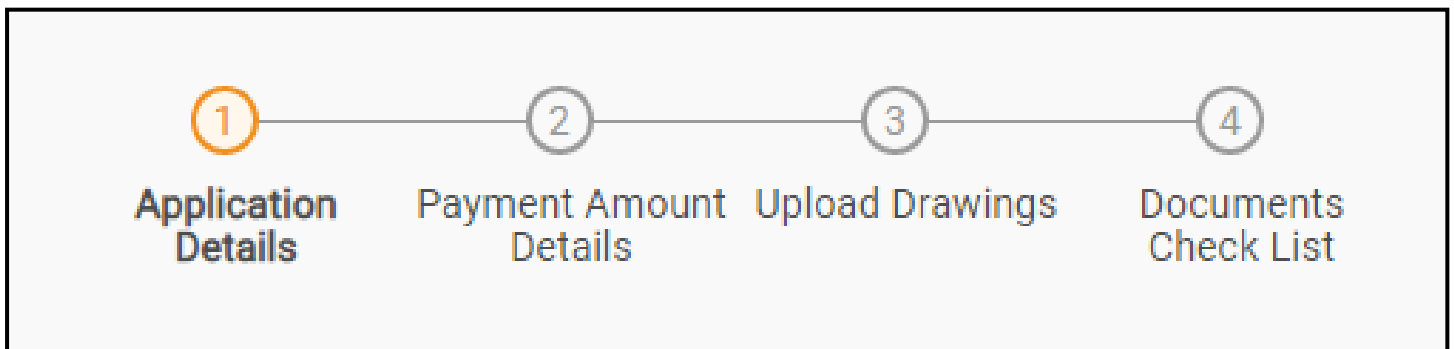 1
2
3
4
Application
Details
Payment Amount
Details
Upload Drawings
Documents
Check List